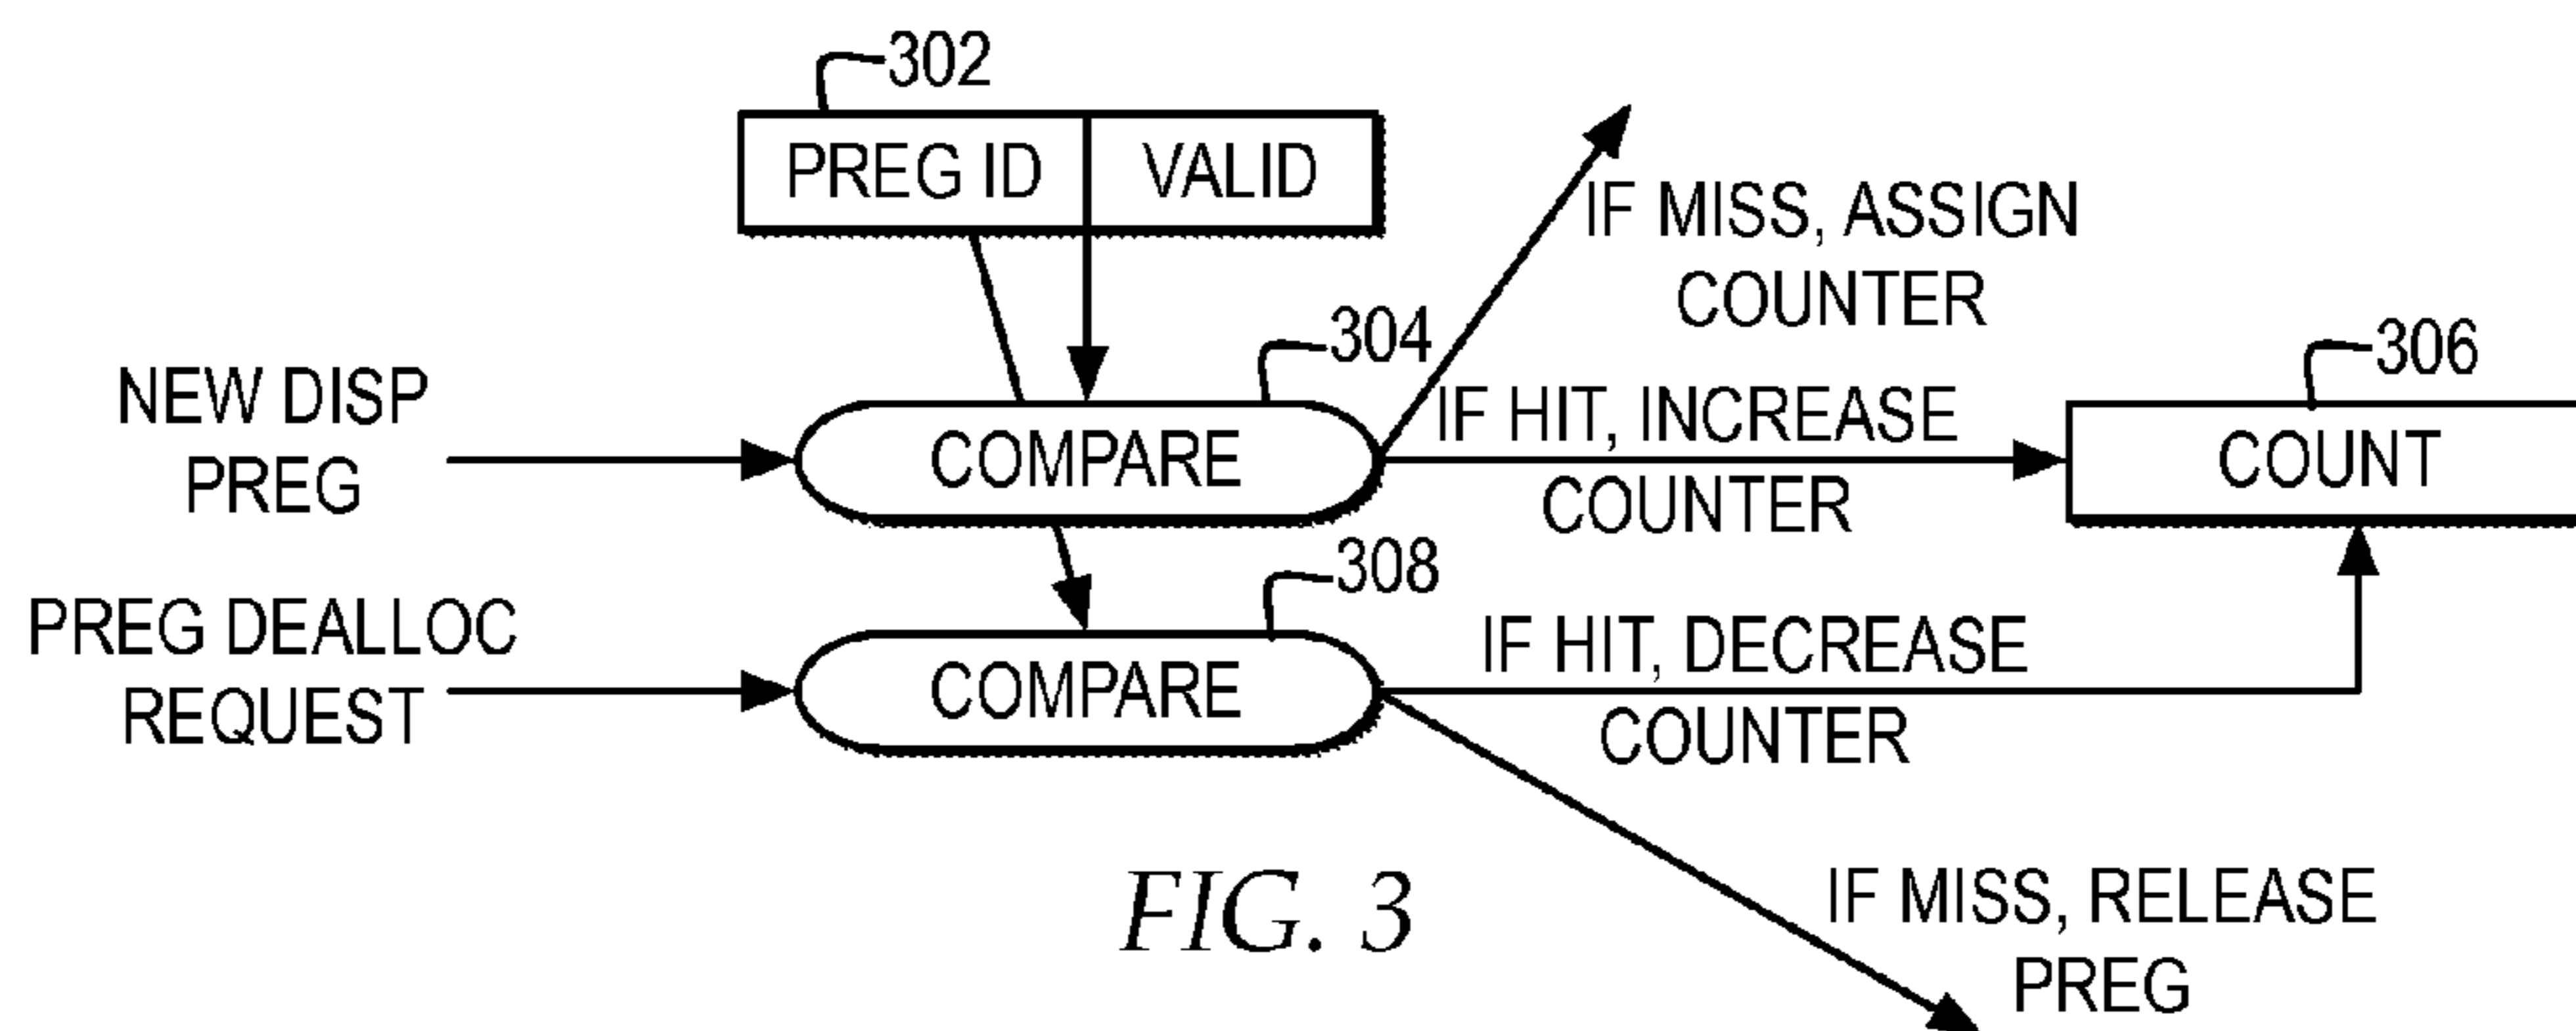 302
PREG ID VALID
IF MISS, ASSIGN
COUNTER
304
306
NEW DISP
PREG
COMPARE
IF HIT, INCREASE
COUNTER
COUNT
308
PREG DEALLOC
REQUEST
COMPARE
IF HIT, DECREASE
COUNTER
IF MISS, RELEASE
PREG
FIG. 3